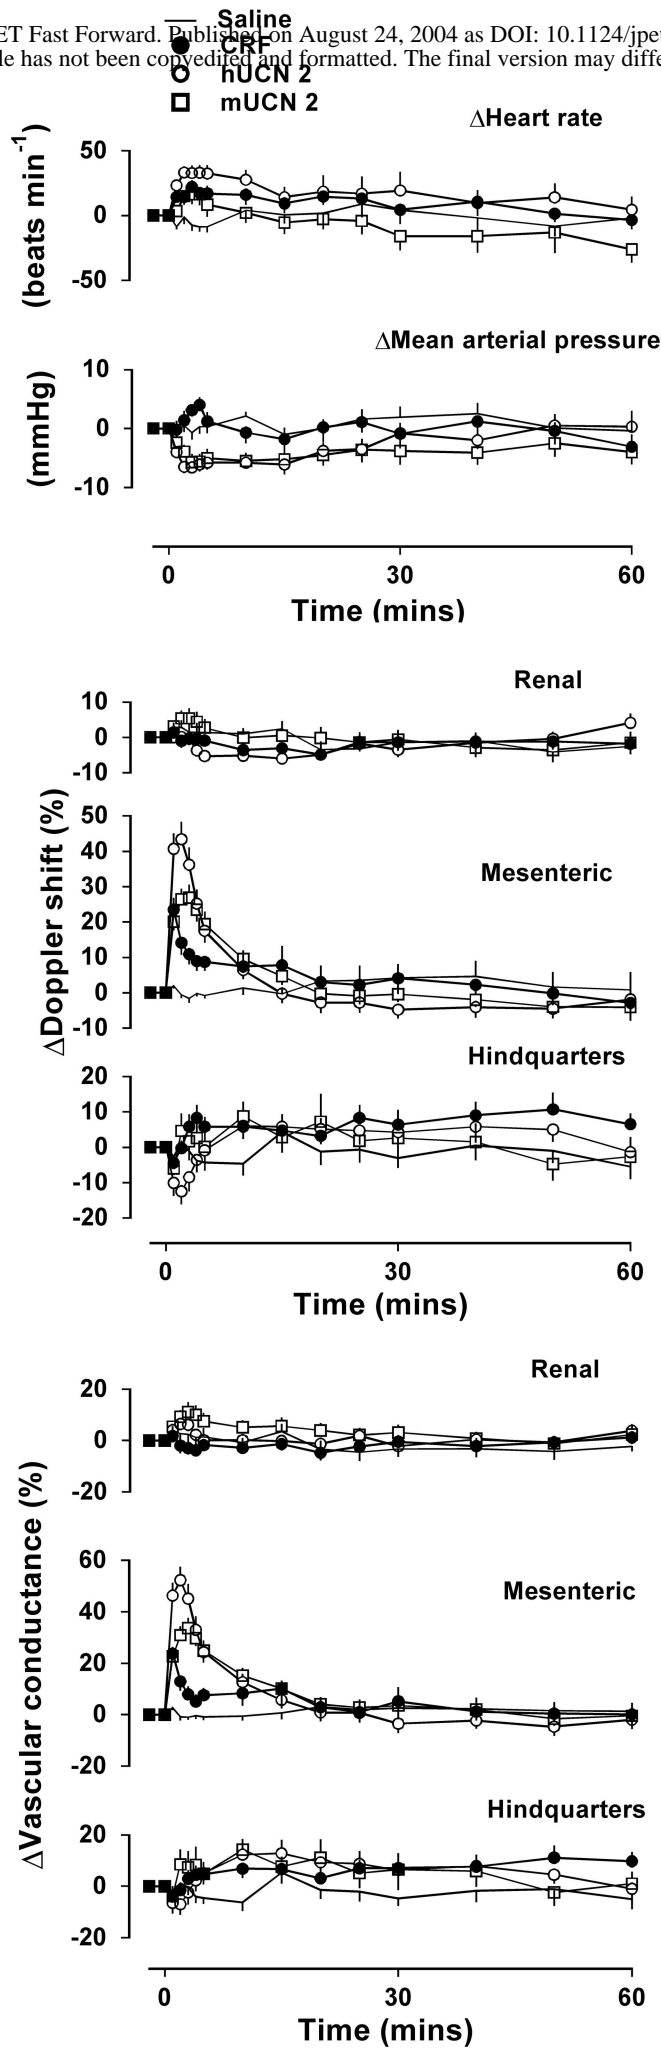 Saline
ET Fast Forward. Published on August 24, 2004 as DOI: 10.1124/jpet
CRF
le has not been copyedited and formatted. The final version may diffe
hUCN 2
mUCN 2
ΔHeart rate
(beats min⁻¹)
50
0
-50
ΔMean arterial pressure
(mmHg)
10
0
-10
0 30 60
Time (mins)
Renal
10
0
-10
ΔDoppler shift (%)
50
40
30
20
10
0
-10
Mesenteric
Hindquarters
20
10
0
-10
-20
0 30 60
Time (mins)
Renal
20
0
-20
ΔVascular conductance (%)
60
40
20
0
-20
Mesenteric
Hindquarters
20
0
-20
0 30 60
Time (mins)